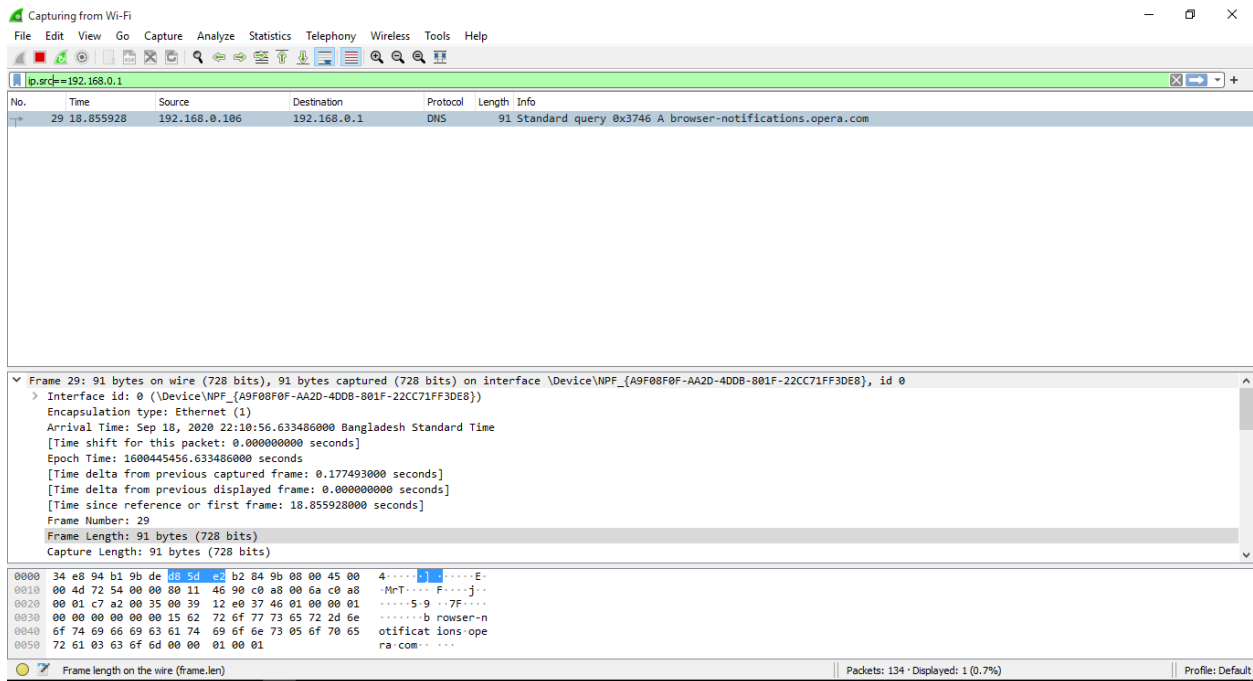 Capturing from Wi-Fi
File Edit View Go Capture Analyze Statistics Telephony Wireless Tools Help
ip.src==192.168.0.1
No. Time Source Destination Protocol Length Info
29 18.855928 192.168.0.106 192.168.0.1 DNS 91 Standard query 0x3746 A browser-notifications.opera.com
Frame 29: 91 bytes on wire (728 bits), 91 bytes captured (728 bits) on interface \Device\NPF_{A9F08F0F-AA2D-4DDB-801F-22CC71FF3DE8}, id 0
Interface id: 0 (\Device\NPF_{A9F08F0F-AA2D-4DDB-801F-22CC71FF3DE8})
Encapsulation type: Ethernet (1)
Arrival Time: Sep 18, 2020 22:10:56.633486000 Bangladesh Standard Time
[Time shift for this packet: 0.000000000 seconds]
Epoch Time: 1600445456.633486000 seconds
[Time delta from previous captured frame: 0.177493000 seconds]
[Time delta from previous displayed frame: 0.000000000 seconds]
[Time since reference or first frame: 18.855928000 seconds]
Frame Number: 29
Frame Length: 91 bytes (728 bits)
Capture Length: 91 bytes (728 bits)
0000 34 e8 94 b1 9b de d8 5d e2 b2 84 9b 08 00 45 00 4······] ·····E·
0010 00 4d 72 54 00 00 80 11 46 90 c0 a8 00 6a c0 a8 ·MrT···· F····j··
0020 00 01 c7 a2 00 35 00 39 12 e0 37 46 01 00 00 01 ·····5·9 ··7F····
0030 00 00 00 00 00 00 15 62 72 6f 77 73 65 72 2d 6e ·······b rowser-n
0040 6f 74 69 66 69 63 61 74 69 6f 6e 73 05 6f 70 65 otificat ions·ope
0050 72 61 03 63 6f 6d 00 00 01 00 01 ra·com·· ···
Frame length on the wire (frame.len) Packets: 134 · Displayed: 1 (0.7%) Profile: Default